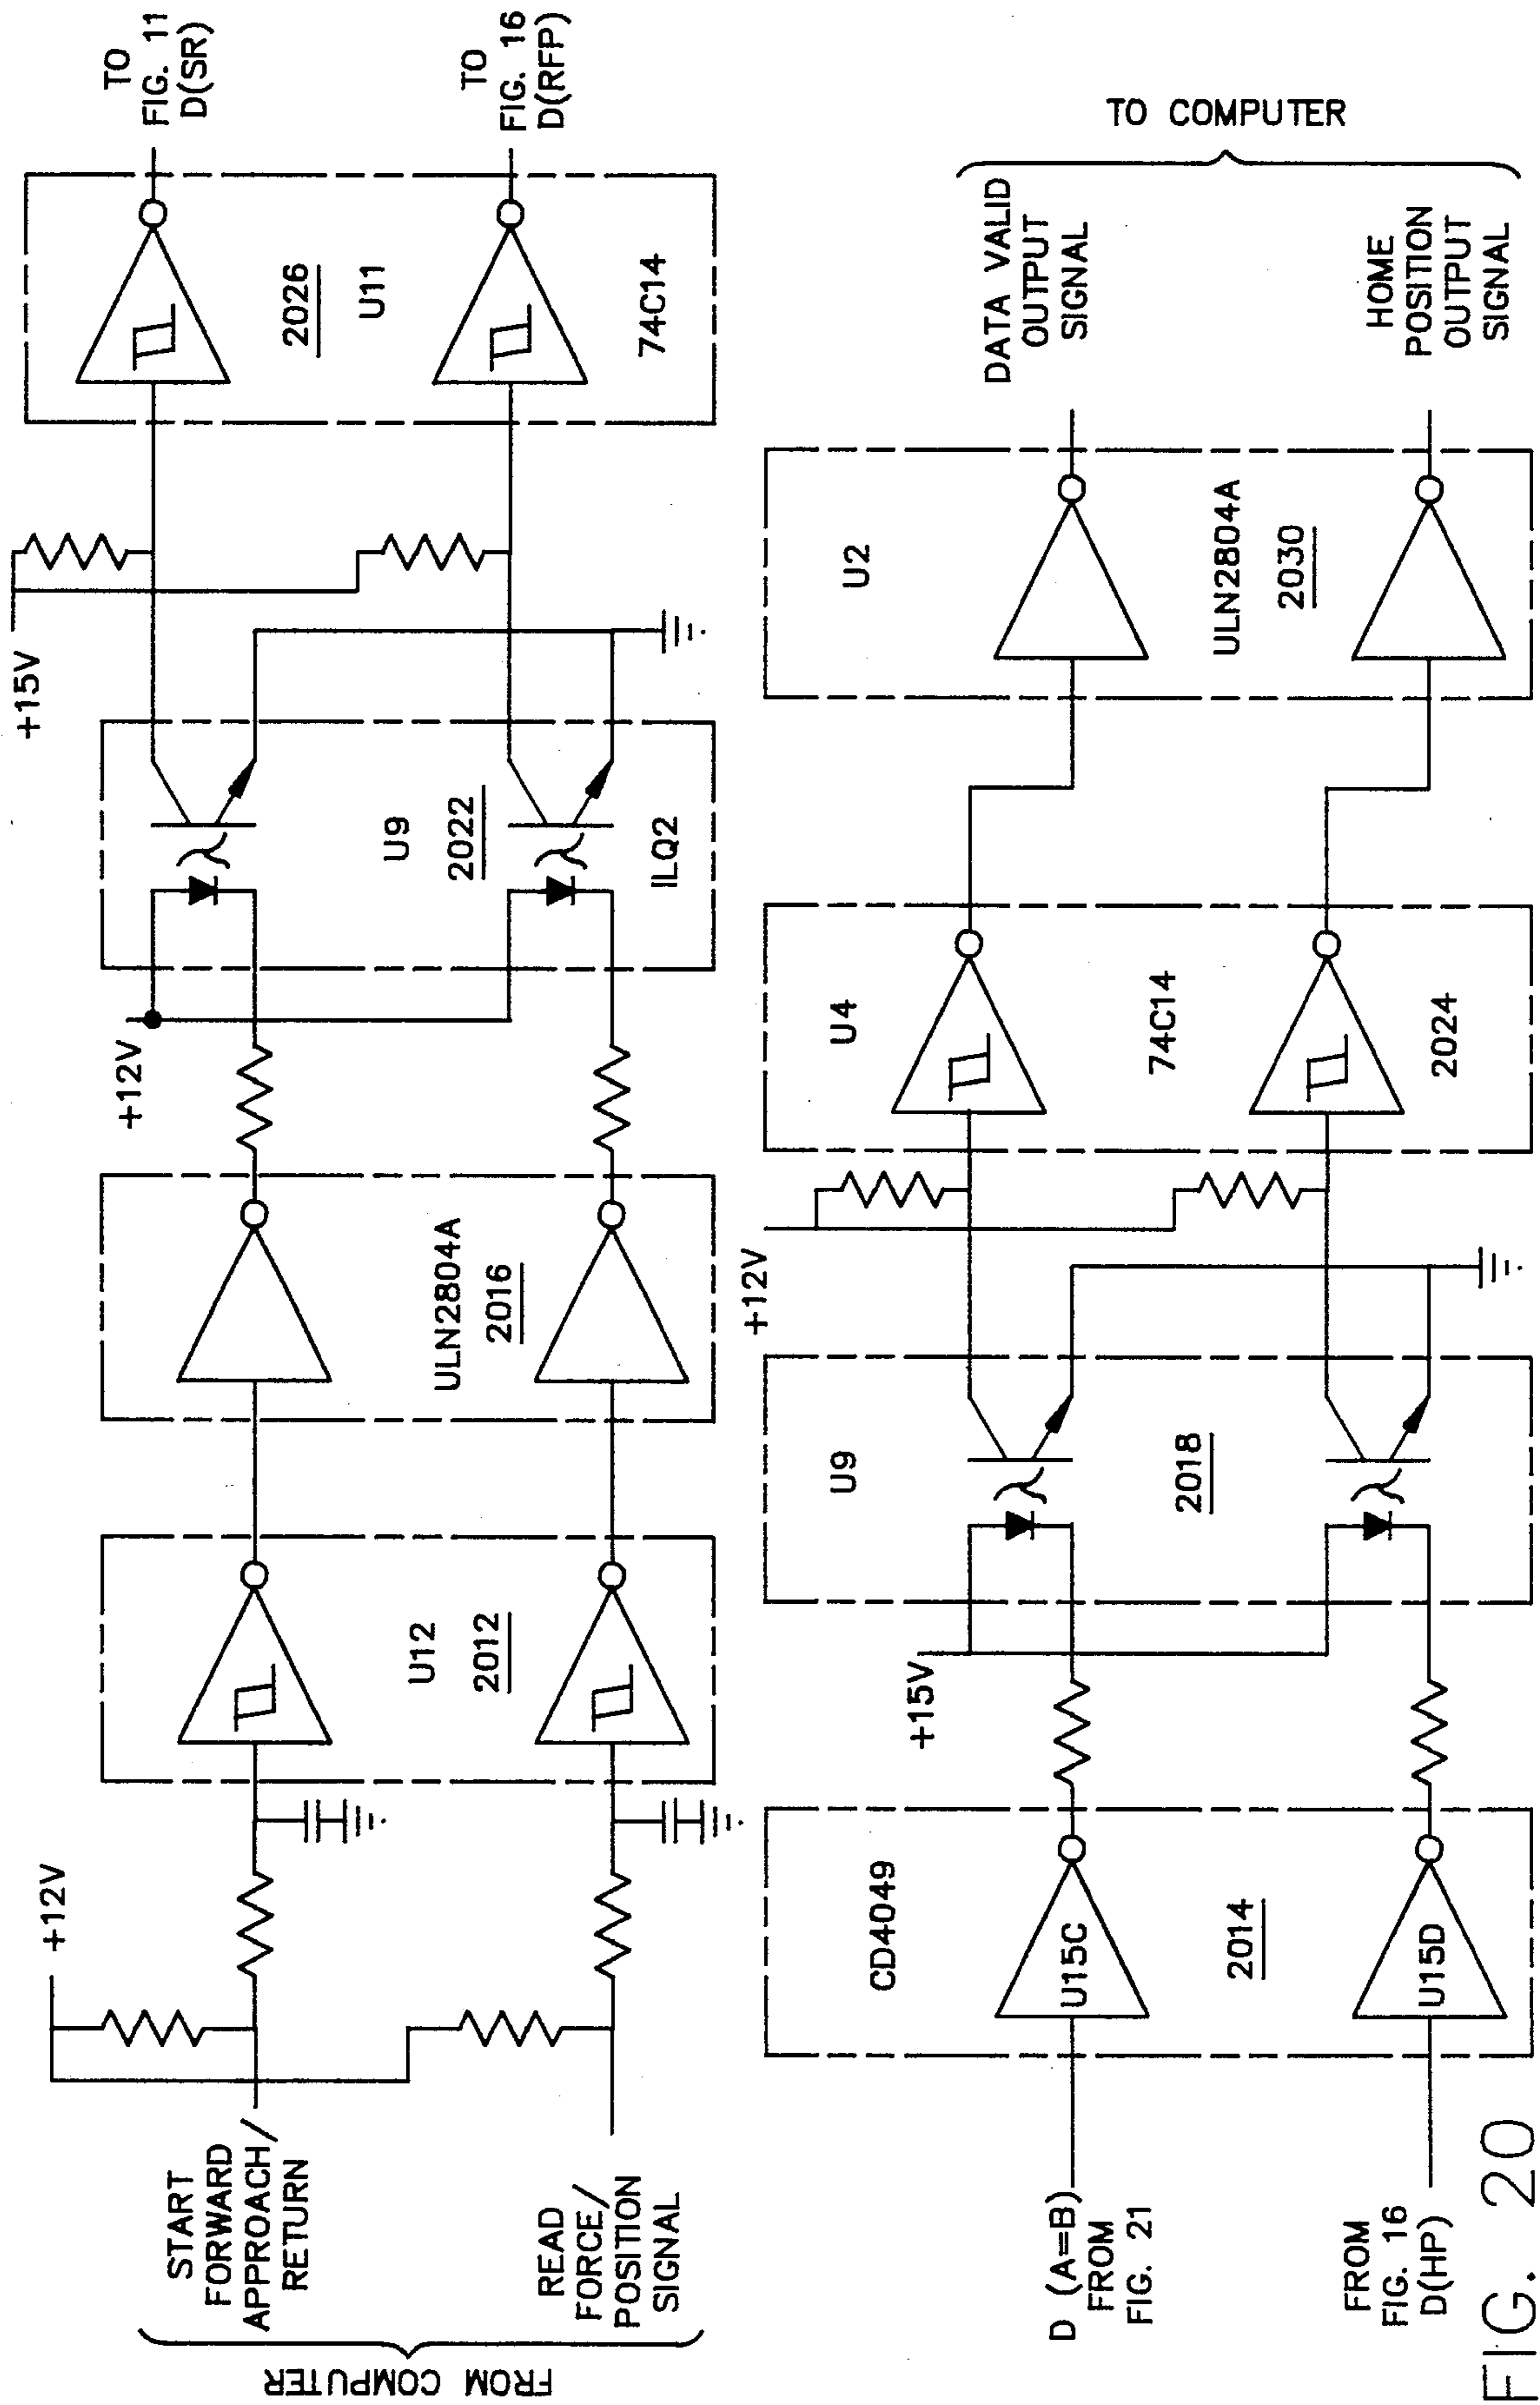 FROM COMPUTER
START
FORWARD
APPROACH/
RETURN
READ
FORCE/
POSITION
SIGNAL
+12V
U12
2012
ULN2804A
2016
+12V
U9
2022
ILQ2
+15V
2026
U11
74C14
TO
FIG. 11
D(SR)
TO
FIG. 16
D(RFP)
D (A=B)
FROM
FIG. 21
FROM
FIG. 16
D(HP)
CD4049
U15C
2014
U15D
+15V
U9
2018
+12V
U4
74C14
2024
U2
ULN2804A
2030
DATA VALID
OUTPUT
SIGNAL
HOME
POSITION
OUTPUT
SIGNAL
TO COMPUTER
FIG. 20